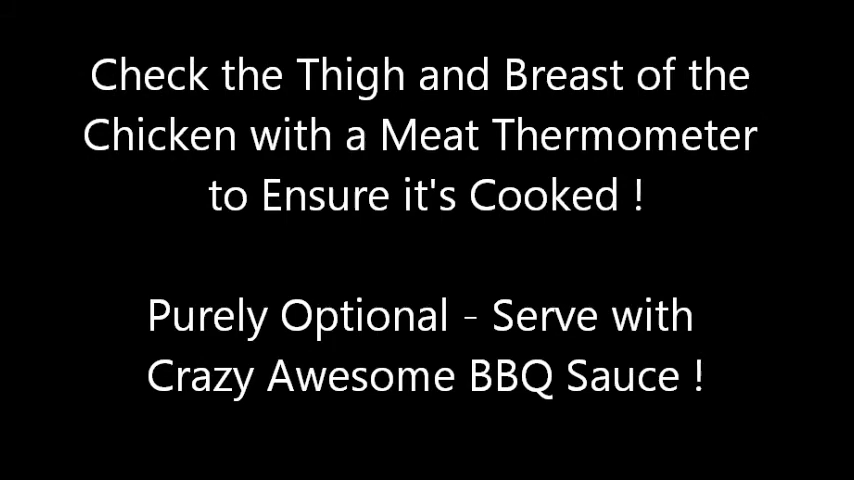 Check the Thigh and Breast of the
Chicken with a Meat Thermometer
to Ensure it's Cooked !
Purely Optional - Serve with
Crazy Awesome BBQ Sauce !